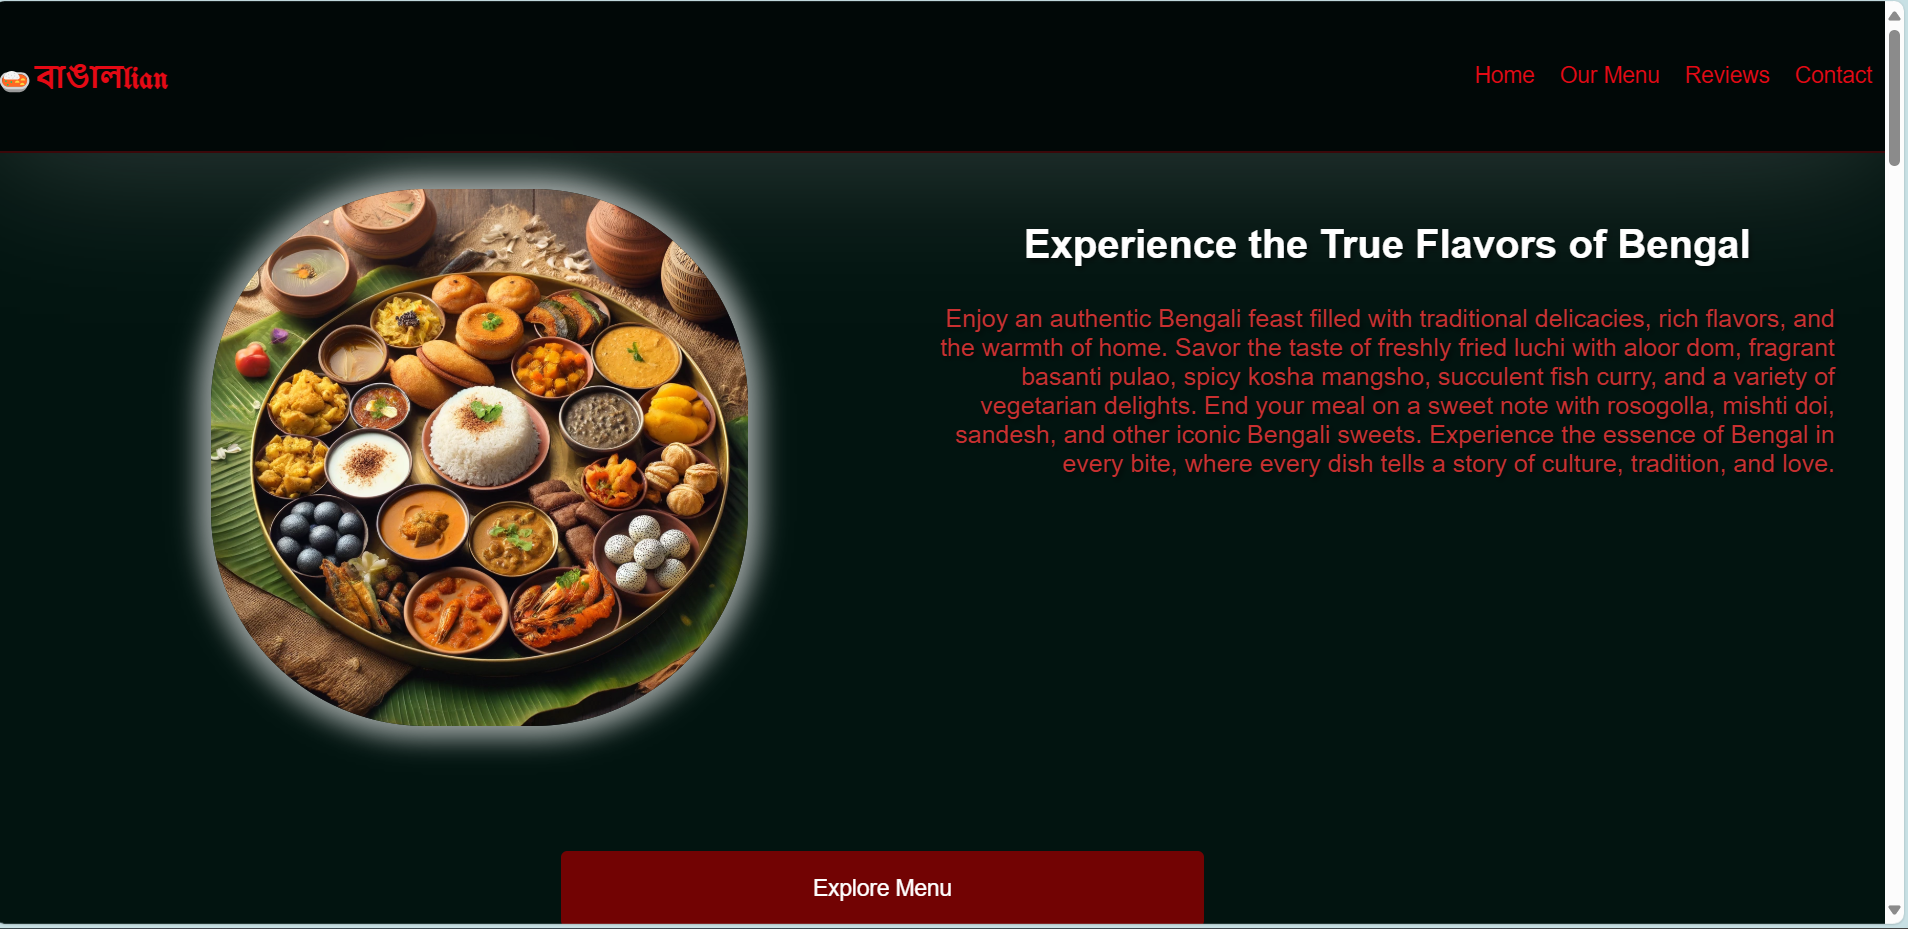 বাঙালlian
Home Our Menu Reviews Contact
Experience the True Flavors of Bengal
Enjoy an authentic Bengali feast filled with traditional delicacies, rich flavors, and
the warmth of home. Savor the taste of freshly fried luchi with aloor dom, fragrant
basanti pulao, spicy kosha mangsho, succulent fish curry, and a variety of
vegetarian delights. End your meal on a sweet note with rosogolla, mishti doi,
sandesh, and other iconic Bengali sweets. Experience the essence of Bengal in
every bite, where every dish tells a story of culture, tradition, and love.
Explore Menu